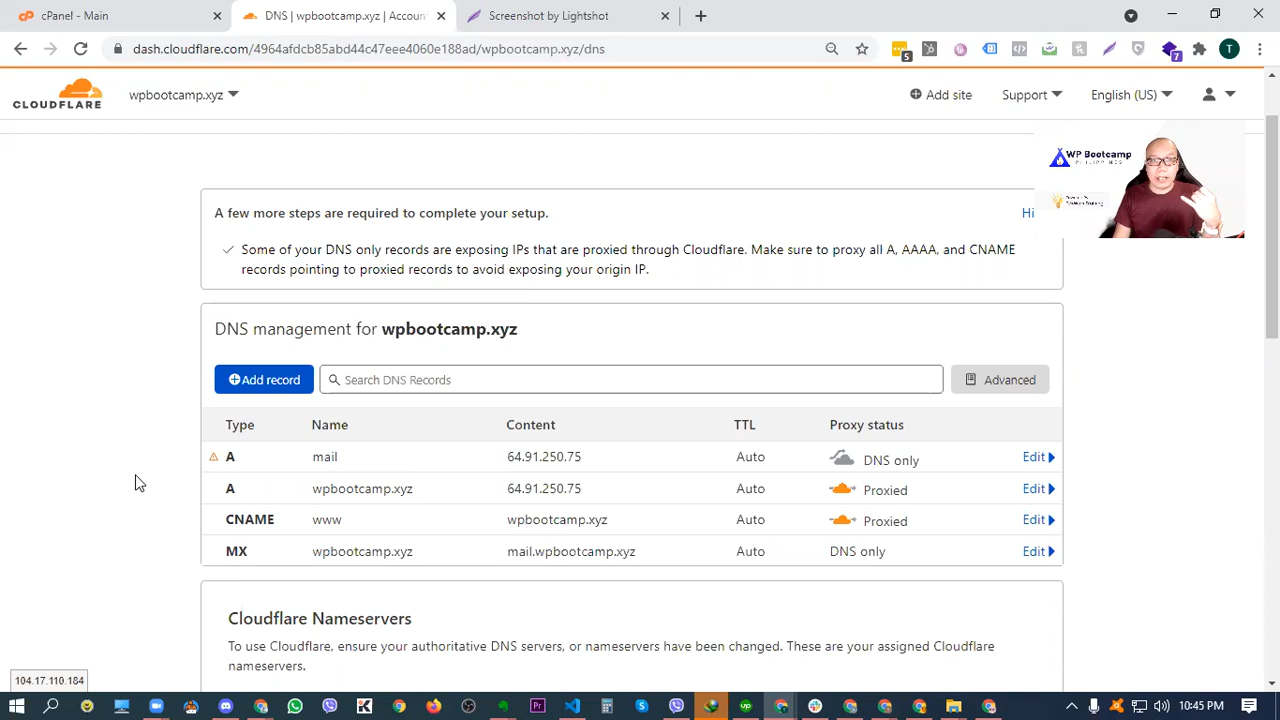 cPanel - Main
DNS | wpbootcamp.xyz | Account
Screenshot by Lightshot
dash.cloudflare.com/4964afdcb85abd44c47eee4060e188ad/wpbootcamp.xyz/dns
5
7
T
CLOUDFLARE
wpbootcamp.xyz
Add site
Support
English (US)
WP Bootcamp
PHILIPPINES
A few more steps are required to complete your setup.
Hi
Some of your DNS only records are exposing IPs that are proxied through Cloudflare. Make sure to proxy all A, AAAA, and CNAME
records pointing to proxied records to avoid exposing your origin IP.
DNS management for wpbootcamp.xyz
Add record
Search DNS Records
Advanced
Type Name Content TTL Proxy status
A mail 64.91.250.75 Auto DNS only Edit
A wpbootcamp.xyz 64.91.250.75 Auto Proxied Edit
CNAME www wpbootcamp.xyz Auto Proxied Edit
MX wpbootcamp.xyz mail.wpbootcamp.xyz Auto DNS only Edit
Cloudflare Nameservers
To use Cloudflare, ensure your authoritative DNS servers, or nameservers have been changed. These are your assigned Cloudflare
nameservers.
104.17.110.184
10:45 PM